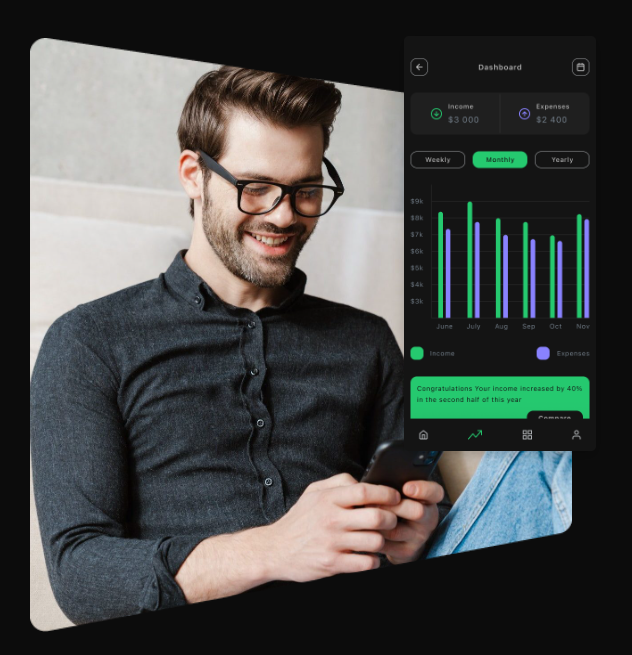 Dashboard
Income
$3 000
Expenses
$2 400
Weekly Monthly Yearly
$9k
$8k
$7k
$6k
$5k
$4k
$3k
June July Aug Sep Oct Nov
Income Expenses
Congratulations Your income increased by 40%
in the second half of this year
Compare